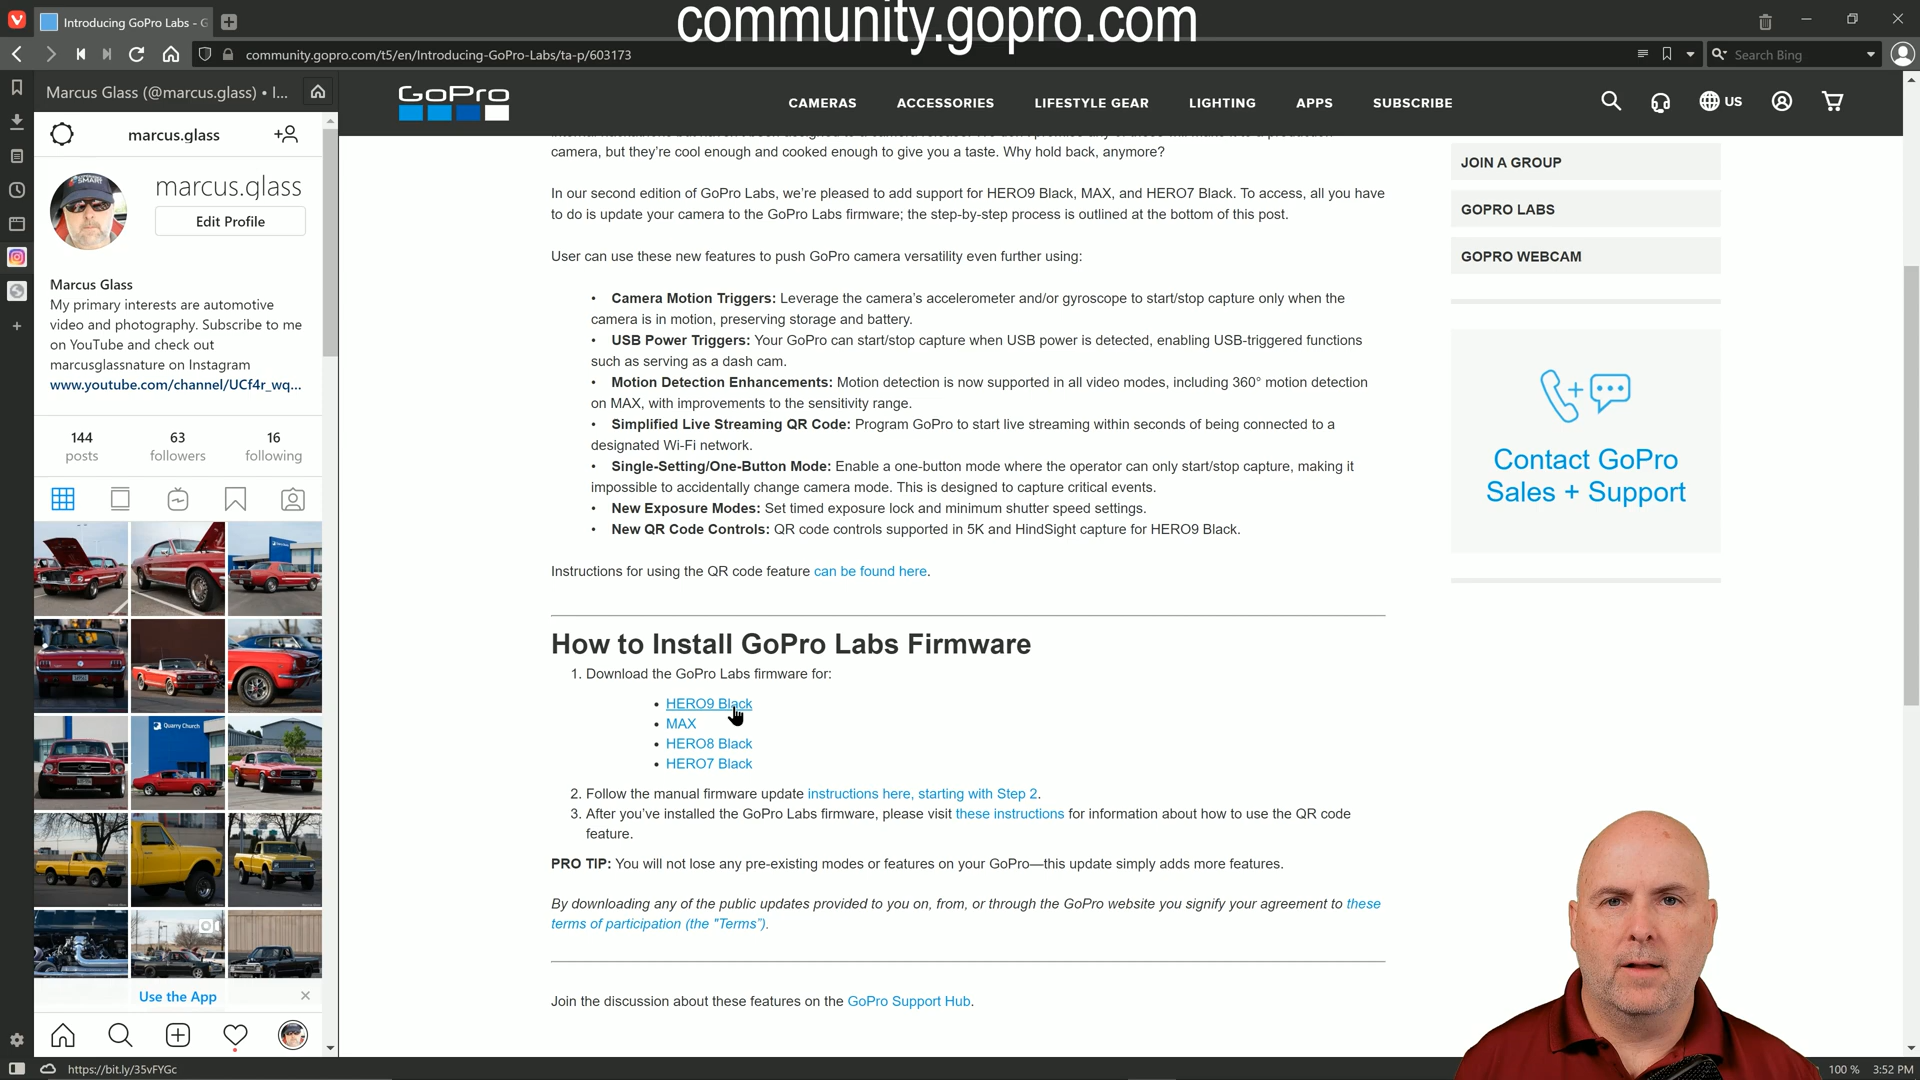 Introducing GoPro Labs - G
community.gopro.com
community.gopro.com/t5/en/Introducing-GoPro-Labs/ta-p/603173
Search Bing
Marcus Glass (@marcus.glass) • I...
marcus.glass
marcus.glass
Edit Profile
Marcus Glass
My primary interests are automotive
video and photography. Subscribe to me
on YouTube and check out
marcusglassnature on Instagram
www.youtube.com/channel/UCf4r_wq...
144
posts
63
followers
16
following
Quarry Church
Use the App
GoPro
CAMERAS
ACCESSORIES
LIFESTYLE GEAR
LIGHTING
APPS
SUBSCRIBE
US
camera, but they're cool enough and cooked enough to give you a taste. Why hold back, anymore?
In our second edition of GoPro Labs, we're pleased to add support for HERO9 Black, MAX, and HERO7 Black. To access, all you have
to do is update your camera to the GoPro Labs firmware; the step-by-step process is outlined at the bottom of this post.
User can use these new features to push GoPro camera versatility even further using:
• Camera Motion Triggers: Leverage the camera's accelerometer and/or gyroscope to start/stop capture only when the
camera is in motion, preserving storage and battery.
• USB Power Triggers: Your GoPro can start/stop capture when USB power is detected, enabling USB-triggered functions
such as serving as a dash cam.
• Motion Detection Enhancements: Motion detection is now supported in all video modes, including 360° motion detection
on MAX, with improvements to the sensitivity range.
• Simplified Live Streaming QR Code: Program GoPro to start live streaming within seconds of being connected to a
designated Wi-Fi network.
• Single-Setting/One-Button Mode: Enable a one-button mode where the operator can only start/stop capture, making it
impossible to accidentally change camera mode. This is designed to capture critical events.
• New Exposure Modes: Set timed exposure lock and minimum shutter speed settings.
• New QR Code Controls: QR code controls supported in 5K and HindSight capture for HERO9 Black.
Instructions for using the QR code feature can be found here.
How to Install GoPro Labs Firmware
1. Download the GoPro Labs firmware for:
• HERO9 Black
• MAX
• HERO8 Black
• HERO7 Black
2. Follow the manual firmware update instructions here, starting with Step 2.
3. After you've installed the GoPro Labs firmware, please visit these instructions for information about how to use the QR code
feature.
PRO TIP: You will not lose any pre-existing modes or features on your GoPro—this update simply adds more features.
By downloading any of the public updates provided to you on, from, or through the GoPro website you signify your agreement to these
terms of participation (the "Terms").
Join the discussion about these features on the GoPro Support Hub.
JOIN A GROUP
GOPRO LABS
GOPRO WEBCAM
Contact GoPro
Sales + Support
https://bit.ly/35vFYGc
100 %
3:52 PM